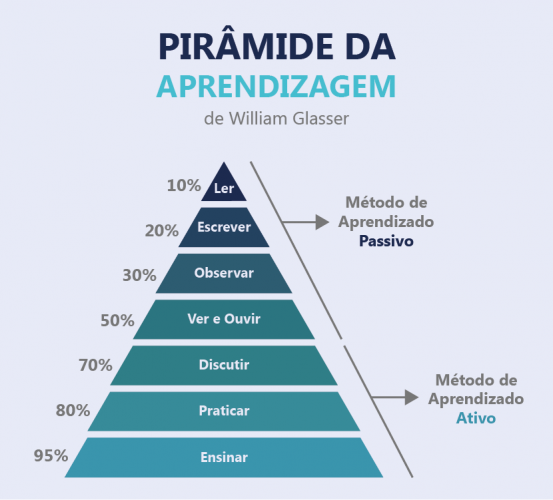 PIRÂMIDE DA
APRENDIZAGEM
de William Glasser
10% Ler
20% Escrever
30% Observar
50% Ver e Ouvir
70% Discutir
80% Praticar
95% Ensinar
Método de
Aprendizado
Passivo
Método de
Aprendizado
Ativo